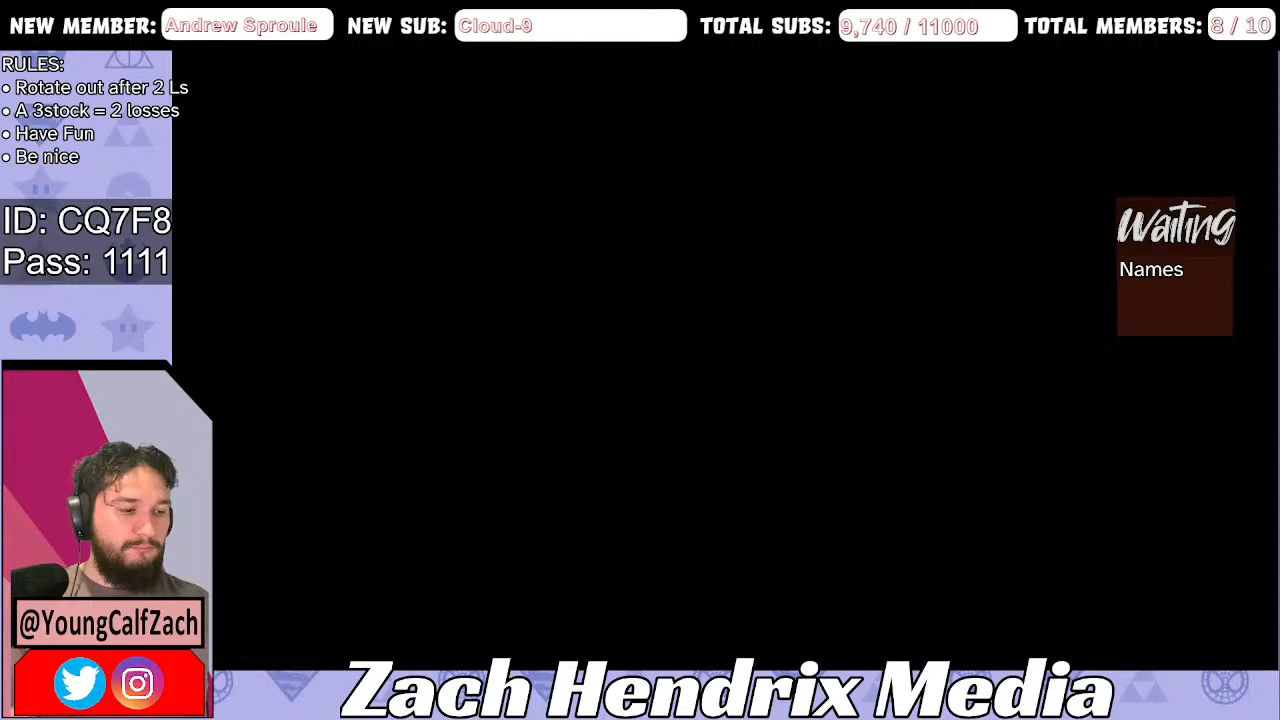 NEW MEMBER: Andrew Sproule NEW SUB: Cloud-9 TOTAL SUBS: 9,740 / 11000 TOTAL MEMBERS: 8 / 10
RULES:
• Rotate out after 2 Ls
• A 3stock = 2 losses
• Have Fun
• Be nice
ID: CQ7F8
Pass: 1111
Waiting
Names
@YoungCalfZach
Zach Hendrix Media